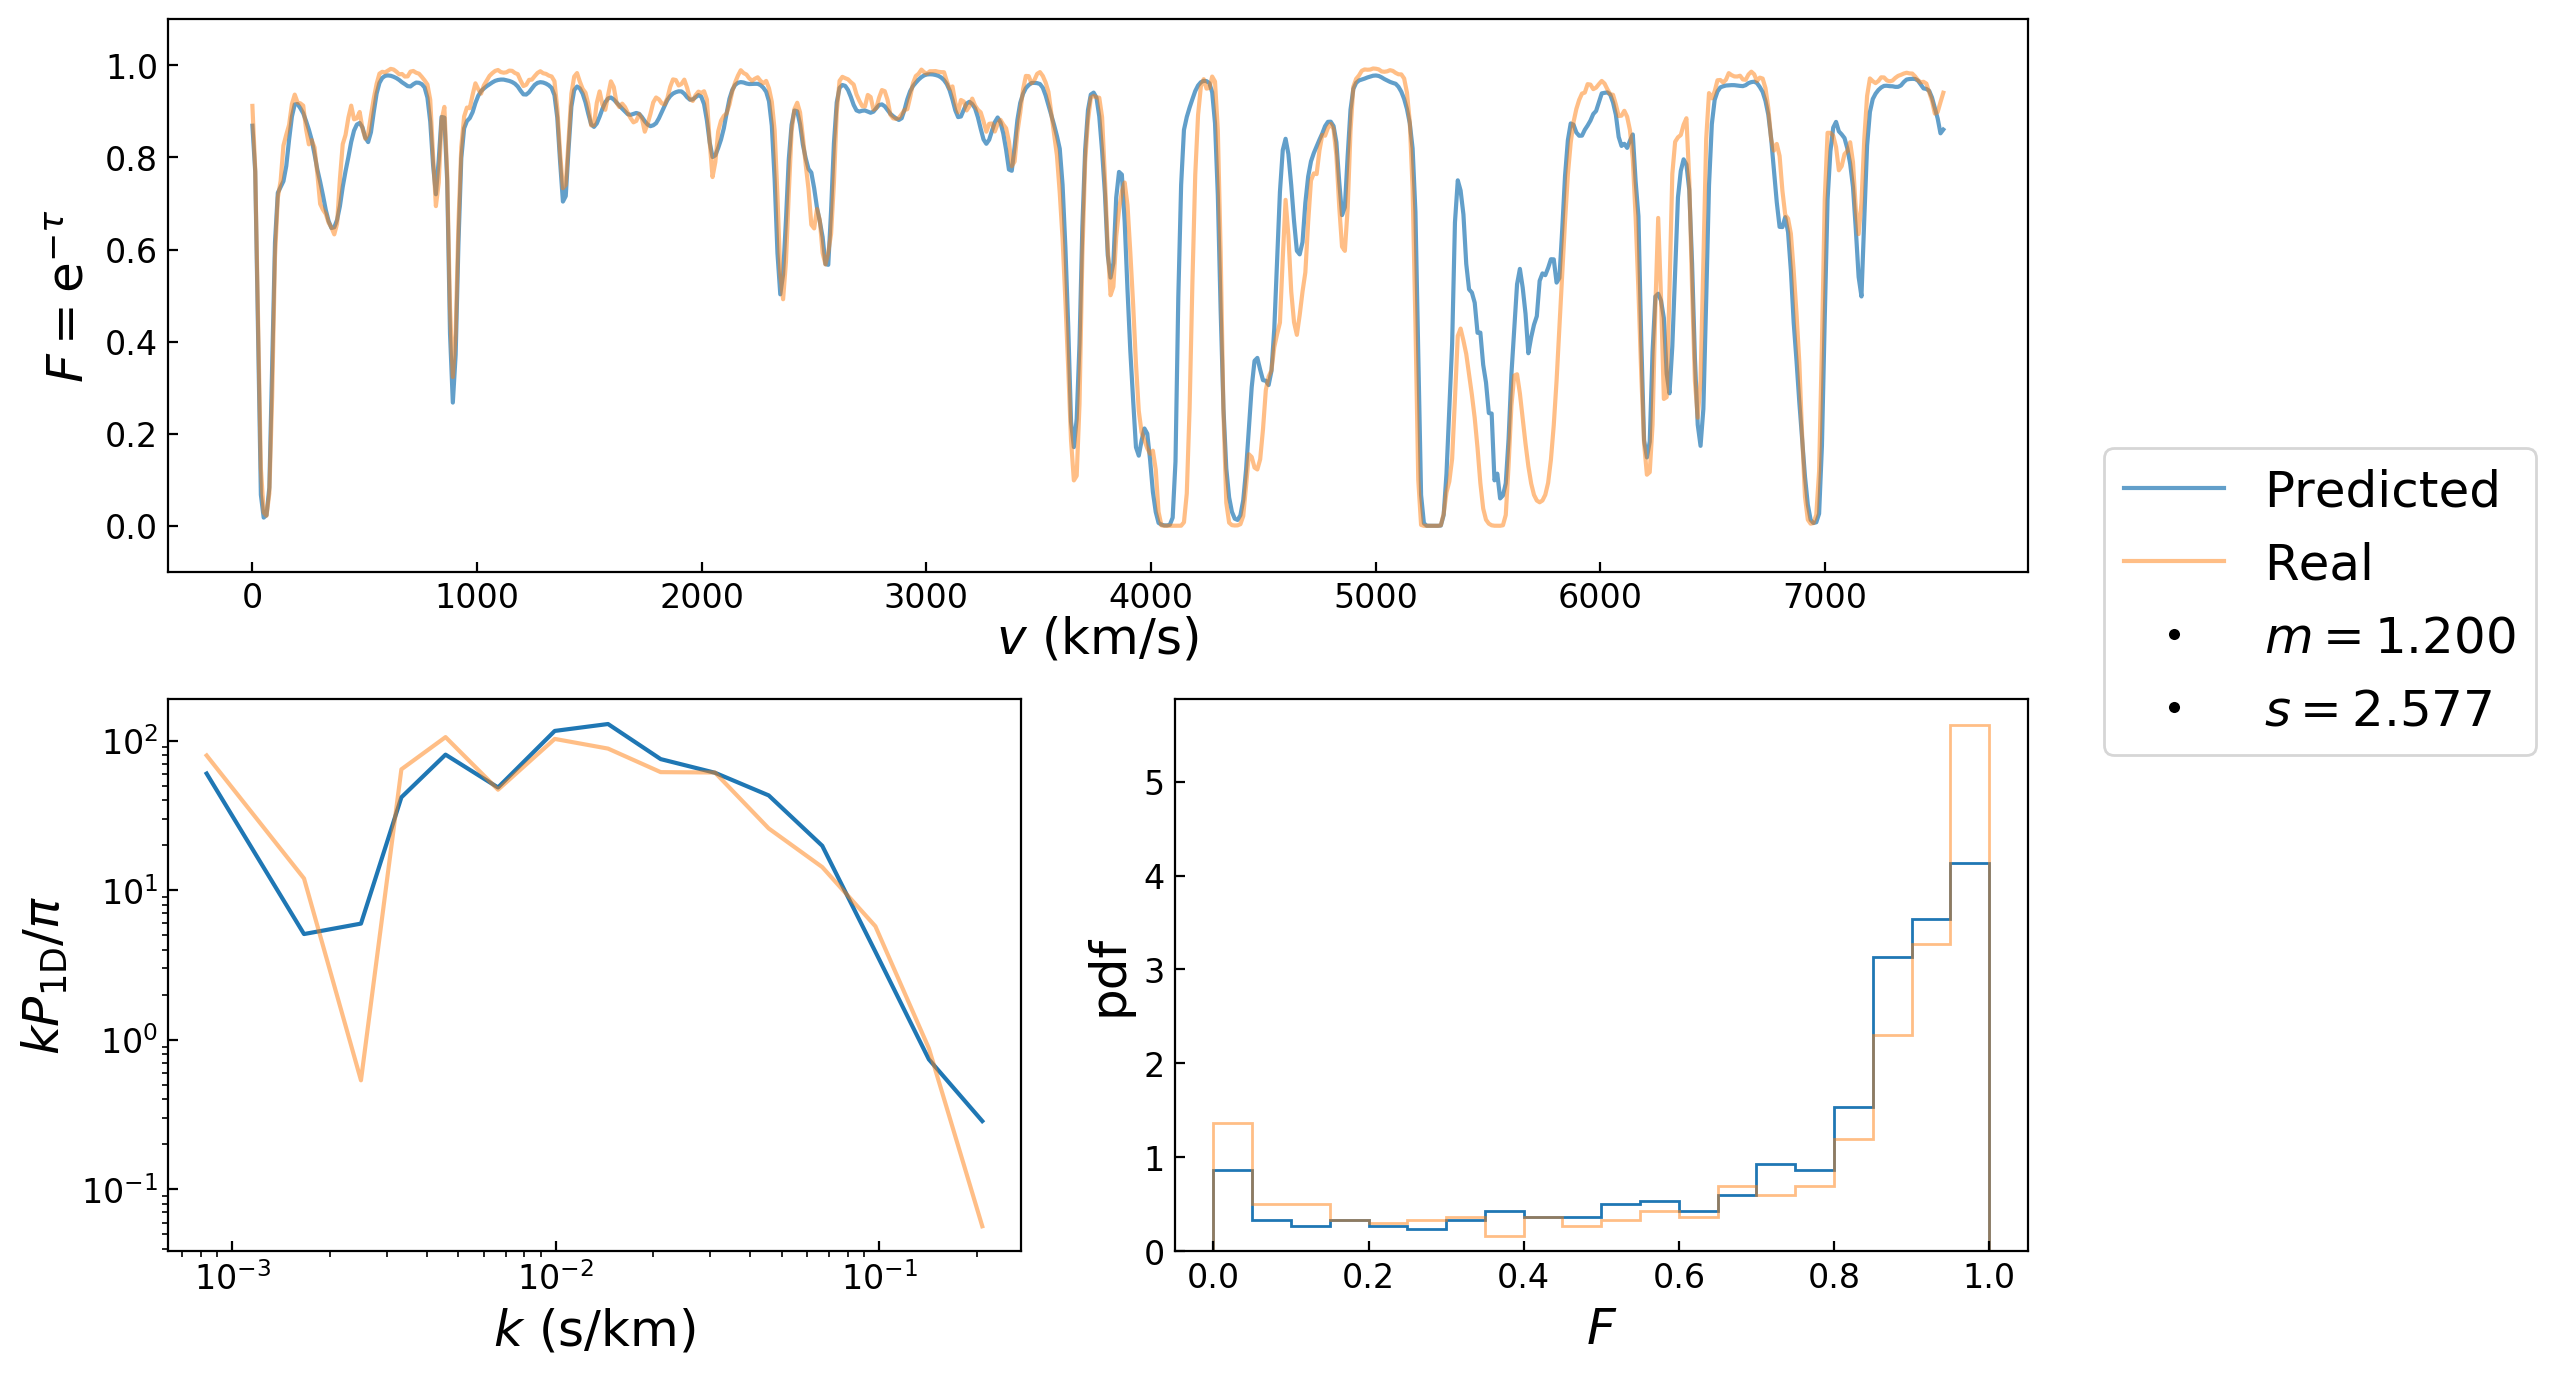 F = e^{−τ}
1.0
0.8
0.6
0.4
0.2
0.0
0 1000 2000 3000 4000 5000 6000 7000
v (km/s)
Predicted
Real
m = 1.200
s = 2.577
kP_{1D}/π
10^2
10^1
10^0
10^{−1}
10^{−3} 10^{−2} 10^{−1}
k (s/km)
pdf
5
4
3
2
1
0
0.0 0.2 0.4 0.6 0.8 1.0
F